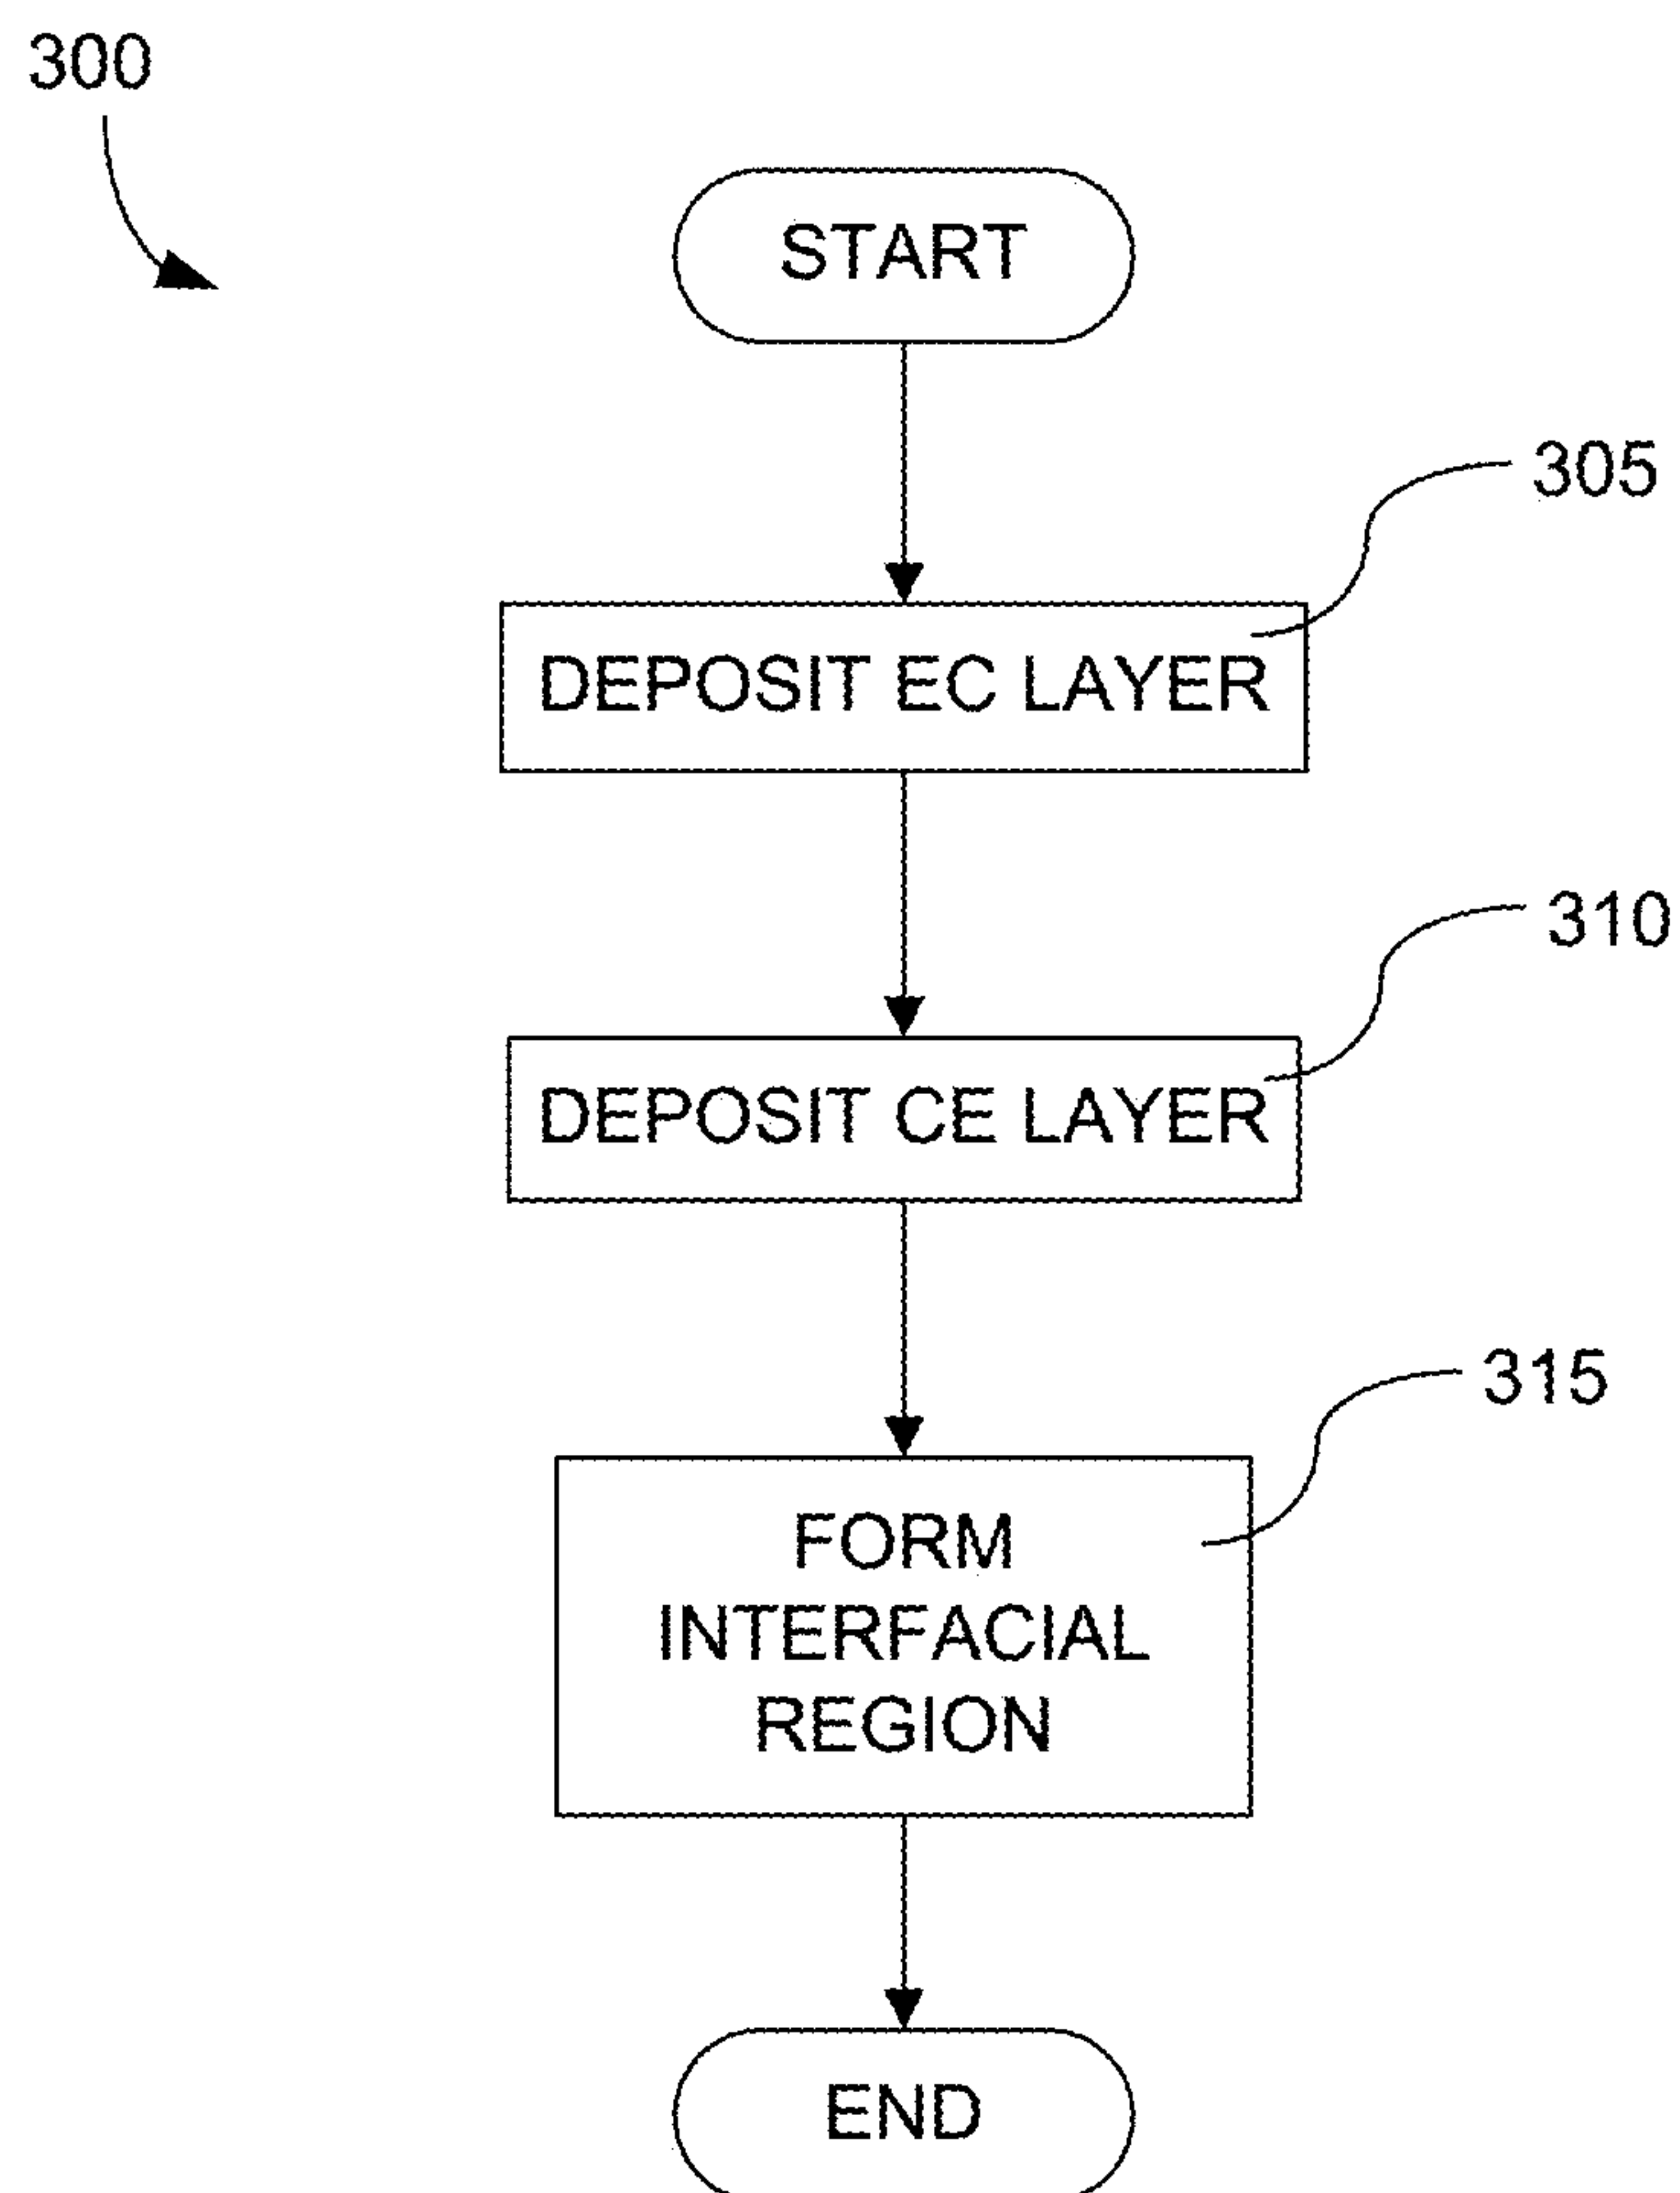 300
START
305
DEPOSIT EC LAYER
310
DEPOSIT CE LAYER
315
FORM
INTERFACIAL
REGION
END